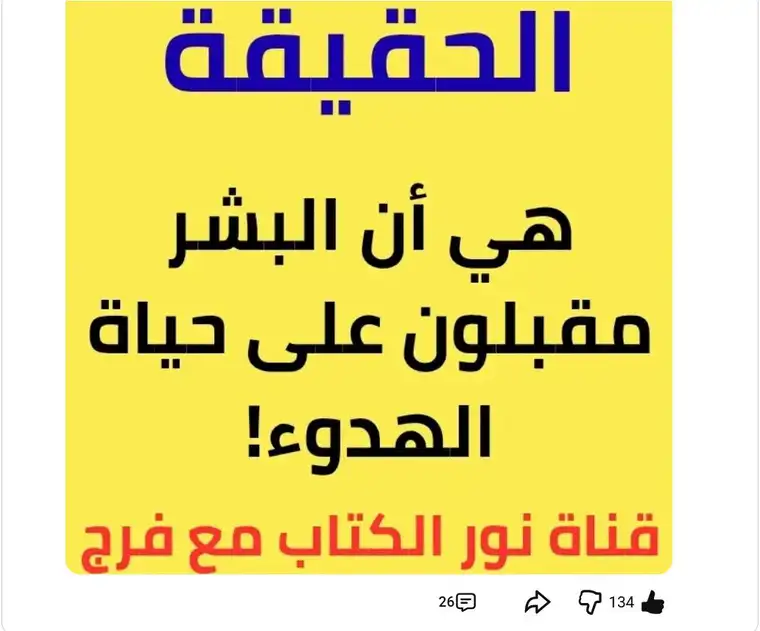 الحقيقة
هي أن البشر
مقبلون على حياة
الهدوء!
قناة نور الكتاب مع فرج
26 134